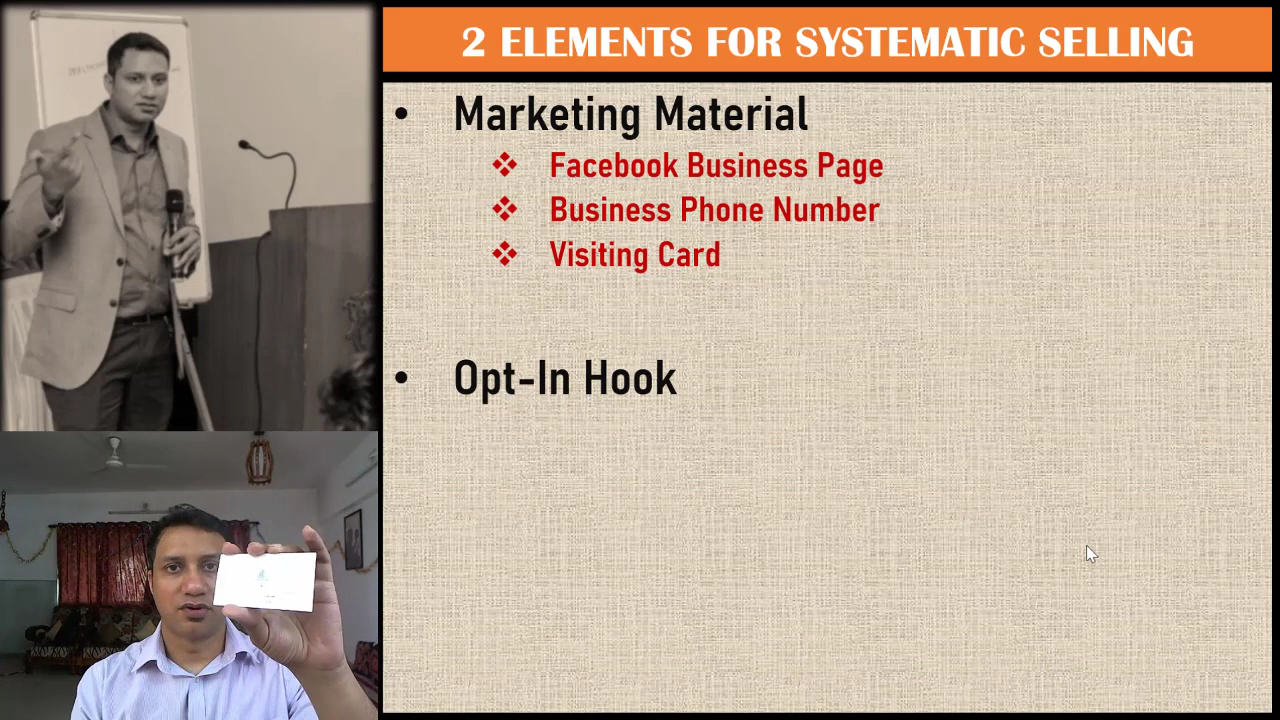 2 ELEMENTS FOR SYSTEMATIC SELLING
• Marketing Material
❖ Facebook Business Page
❖ Business Phone Number
❖ Visiting Card
• Opt-In Hook